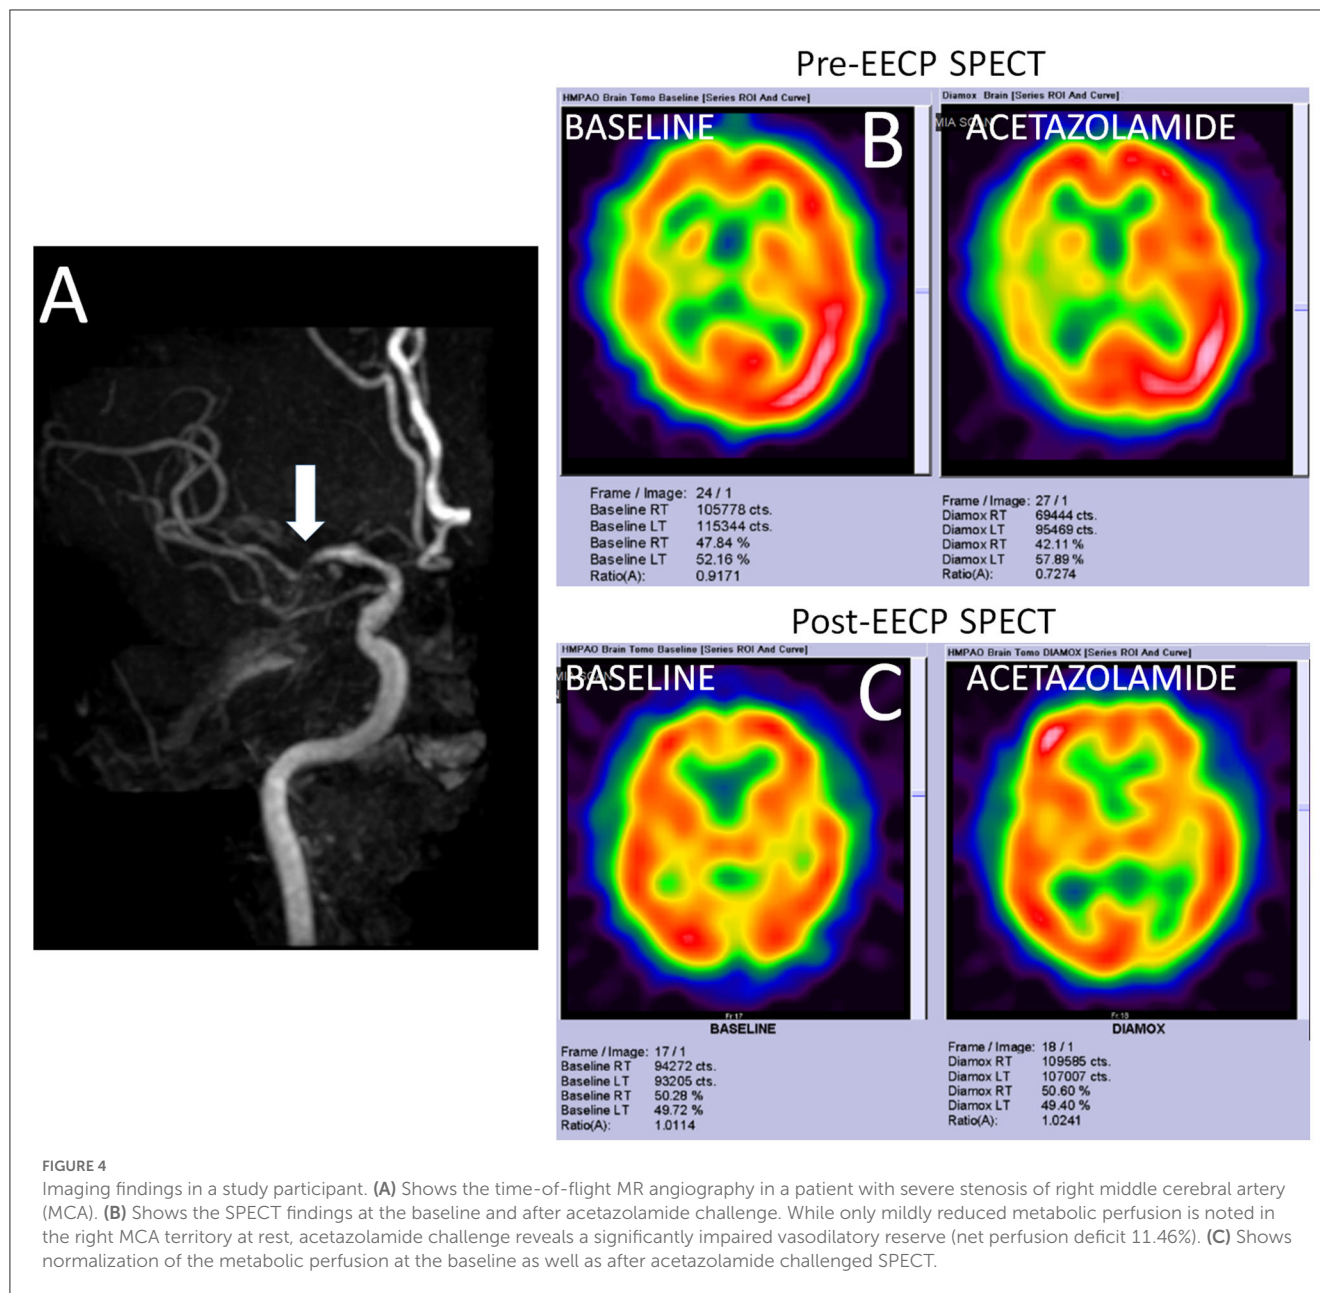 A
Pre-EECP SPECT
HMPAO Brain Tomo Baseline [Series ROI And Curve]
BASELINE
B
Frame / Image: 24 / 1
Baseline RT 105778 cts.
Baseline LT 115344 cts.
Baseline RT 47.84 %
Baseline LT 52.16 %
Ratio(A): 0.9171
Diamox Brain [Series ROI And Curve]
MIA SCAN
ACETAZOLAMIDE
Frame / Image: 27 / 1
Diamox RT 69444 cts.
Diamox LT 95469 cts.
Diamox RT 42.11 %
Diamox LT 57.89 %
Ratio(A): 0.7274
Post-EECP SPECT
HMPAO Brain Tomo Baseline [Series ROI And Curve]
BASELINE
C
Fr:17
BASELINE
Frame / Image: 17 / 1
Baseline RT 94272 cts.
Baseline LT 93205 cts.
Baseline RT 50.28 %
Baseline LT 49.72 %
Ratio(A): 1.0114
HMPAO Brain Tomo DIAMOX [Series ROI And Curve]
ACETAZOLAMIDE
Fr:18
DIAMOX
Frame / Image: 18 / 1
Diamox RT 109585 cts.
Diamox LT 107007 cts.
Diamox RT 50.60 %
Diamox LT 49.40 %
Ratio(A): 1.0241
FIGURE 4
Imaging findings in a study participant. (A) Shows the time-of-flight MR angiography in a patient with severe stenosis of right middle cerebral artery
(MCA). (B) Shows the SPECT findings at the baseline and after acetazolamide challenge. While only mildly reduced metabolic perfusion is noted in
the right MCA territory at rest, acetazolamide challenge reveals a significantly impaired vasodilatory reserve (net perfusion deficit 11.46%). (C) Shows
normalization of the metabolic perfusion at the baseline as well as after acetazolamide challenged SPECT.